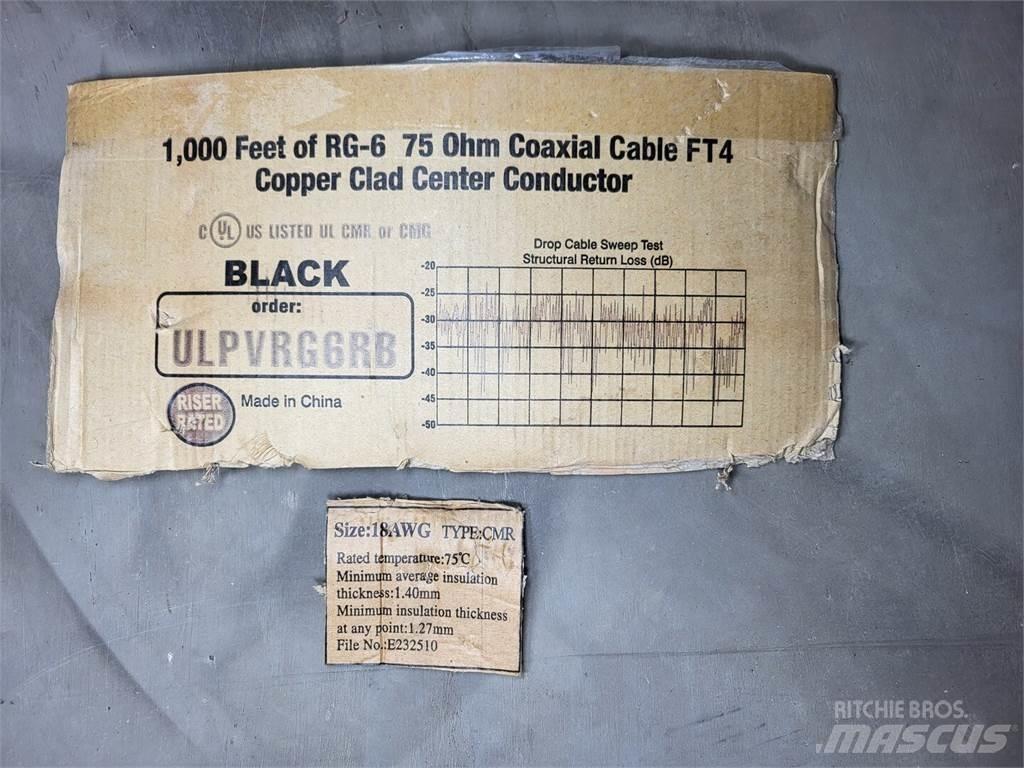 1,000 Feet of RG-6 75 Ohm Coaxial Cable FT4
Copper Clad Center Conductor
C UL US LISTED UL CMR or CMG
BLACK
order:
ULPVRG6RB
RISER
RATED
Made in China
Drop Cable Sweep Test
Structural Return Loss (dB)
-20
-25
-30
-35
-40
-45
-50
Size:18AWG TYPE:CMR
Rated temperature:75℃
Minimum average insulation
thickness:1.40mm
Minimum insulation thickness
at any point:1.27mm
File No.:E232510
RITCHIE BROS.
MASCUS